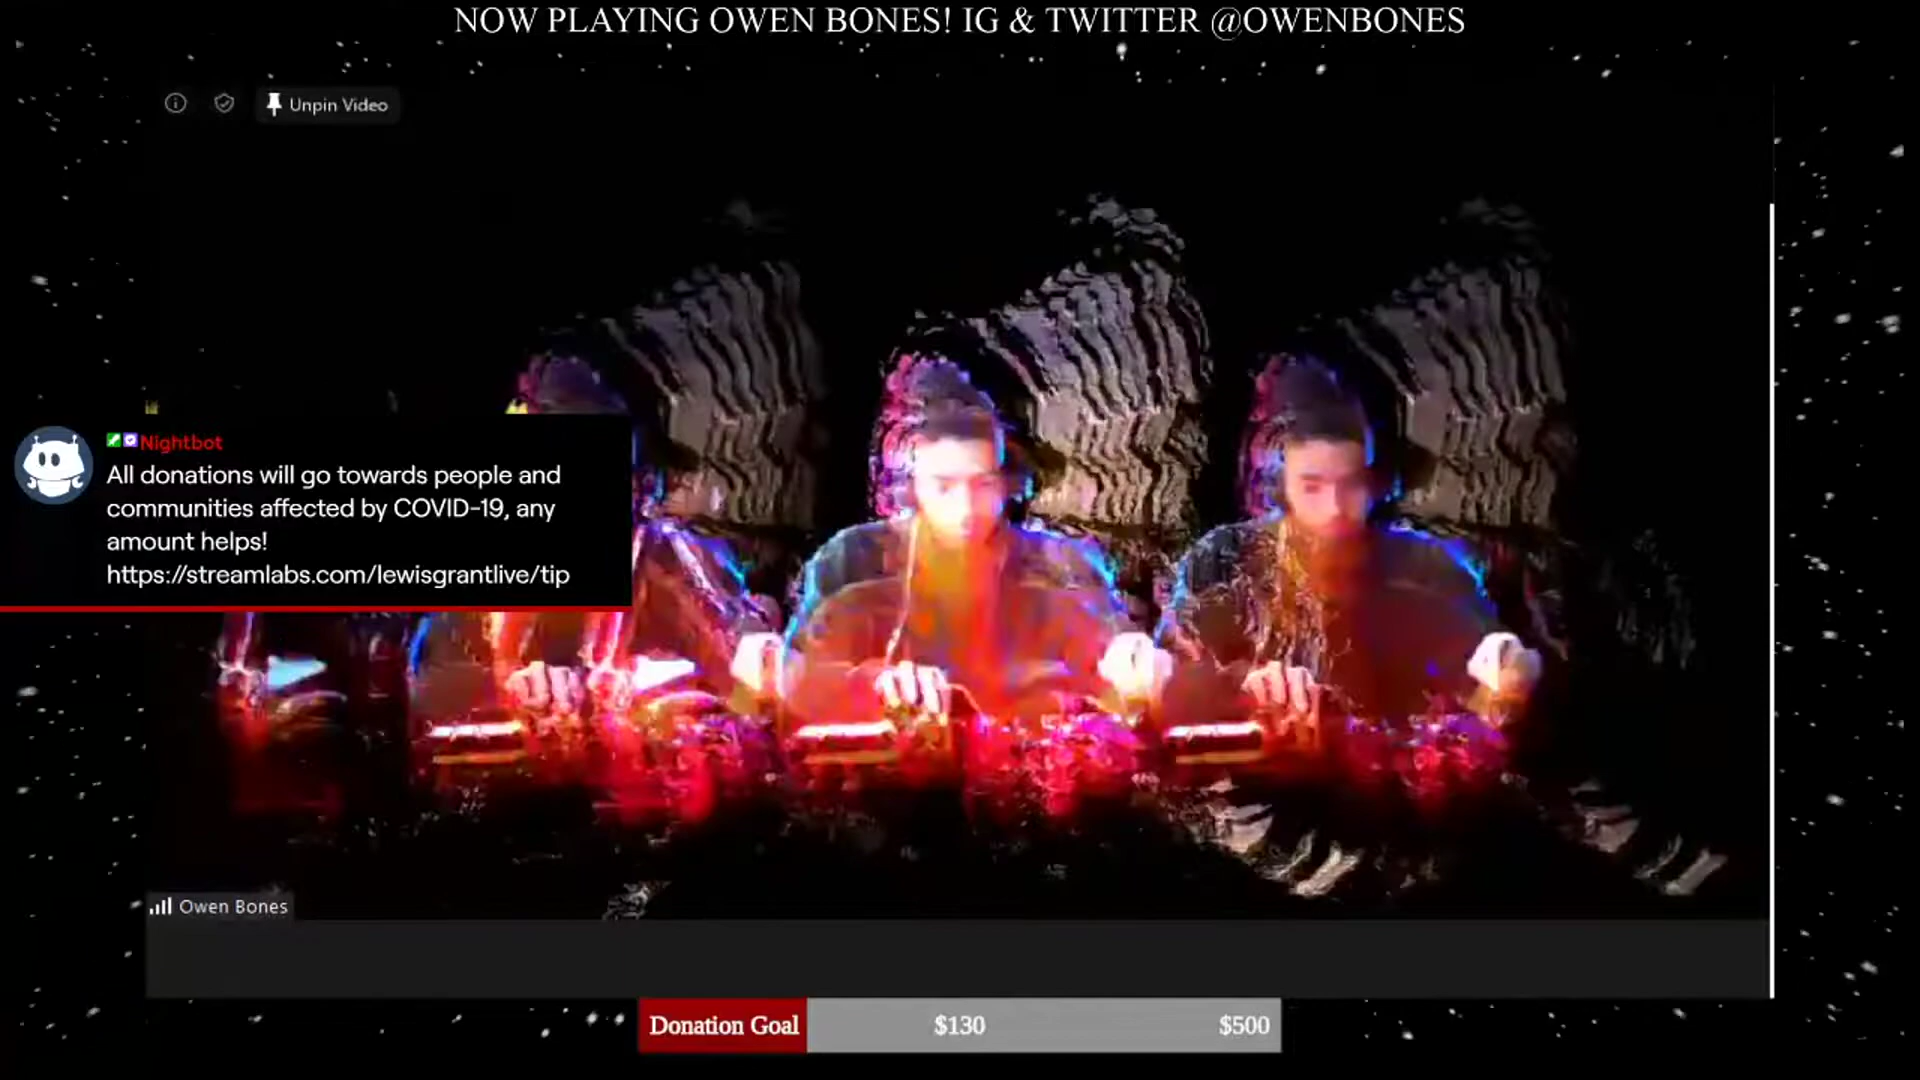 NOW PLAYING OWEN BONES! IG & TWITTER @OWENBONES
Unpin Video
Nightbot
All donations will go towards people and
communities affected by COVID-19, any
amount helps!
https://streamlabs.com/lewisgrantlive/tip
Owen Bones
Donation Goal $130 $500